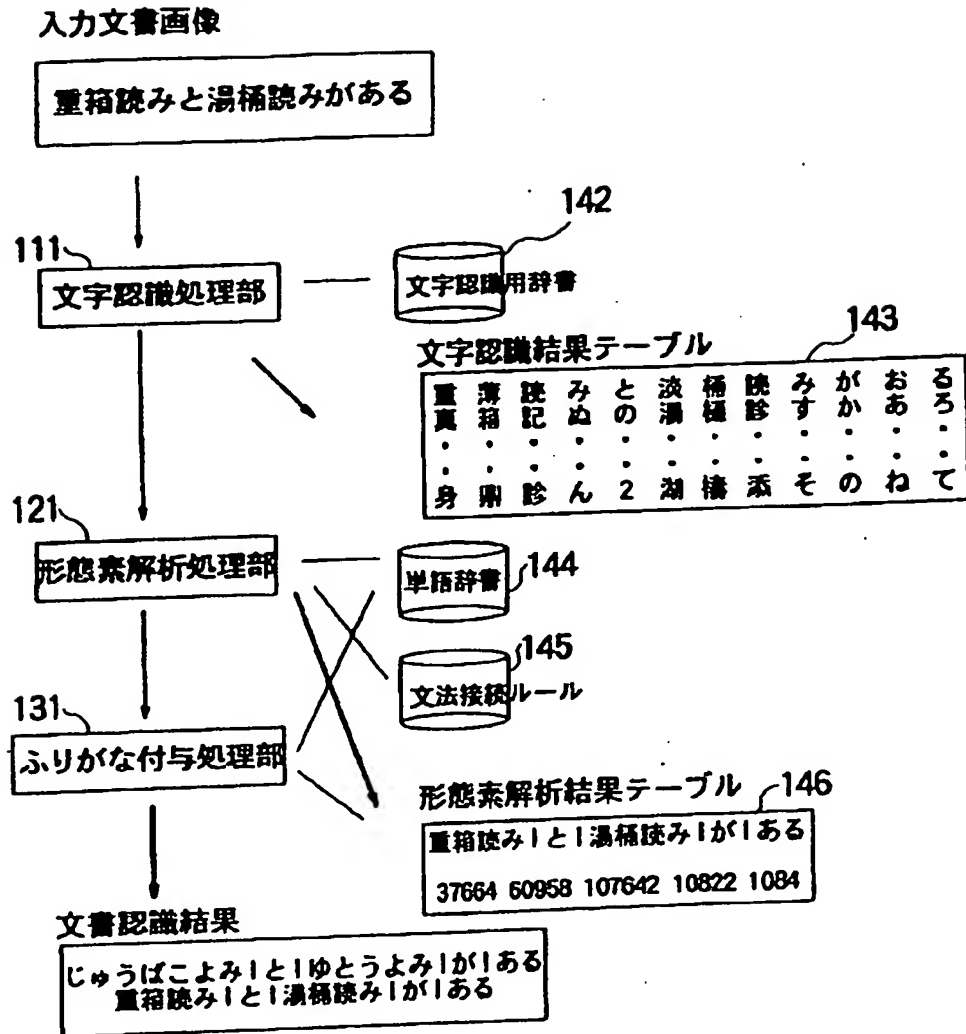 入力文書画像
重箱読みと湯桶読みがある
142
111
文字認識処理部
文字認識用辞書
143
文字認識結果テーブル
重 薄 読 み と 淡 桶 読 み が お る
箱 記 ぬ の 湯 樋 診 す か あ ろ
・ ・ ・ ・ ・ ・ ・ ・ ・ ・ ・ ・
・ ・ ・ ・ ・ ・ ・ ・ ・ ・ ・ ・
身 診 ん 2 湖 添 そ の ね て
121
形態素解析処理部
単語辞書
144
145
文法接続ルール
131
ふりがな付与処理部
形態素解析結果テーブル
146
重箱読み|と|湯桶読み|が|ある
37664 60958 107642 10822 1084
文書認識結果
じゅうばこよみ|と|ゆとうよみ|が|ある
重箱読み|と|湯桶読み|が|ある